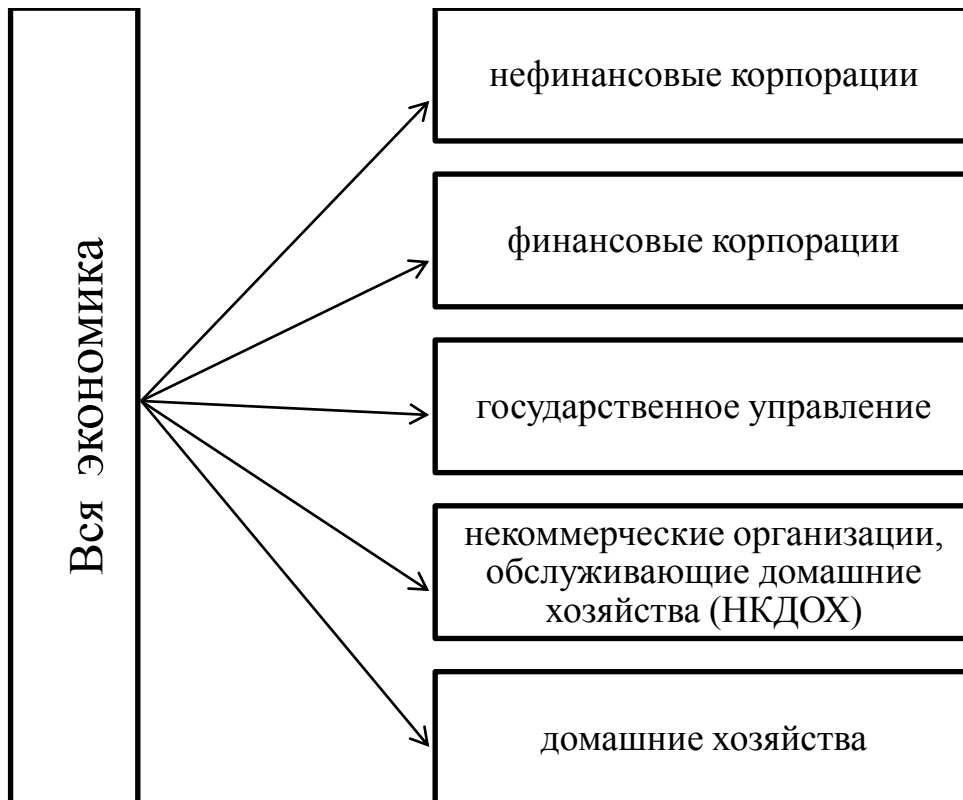 Вся экономика
нефинансовые корпорации
финансовые корпорации
государственное управление
некоммерческие организации,
обслуживающие домашние
хозяйства (НКДОХ)
домашние хозяйства